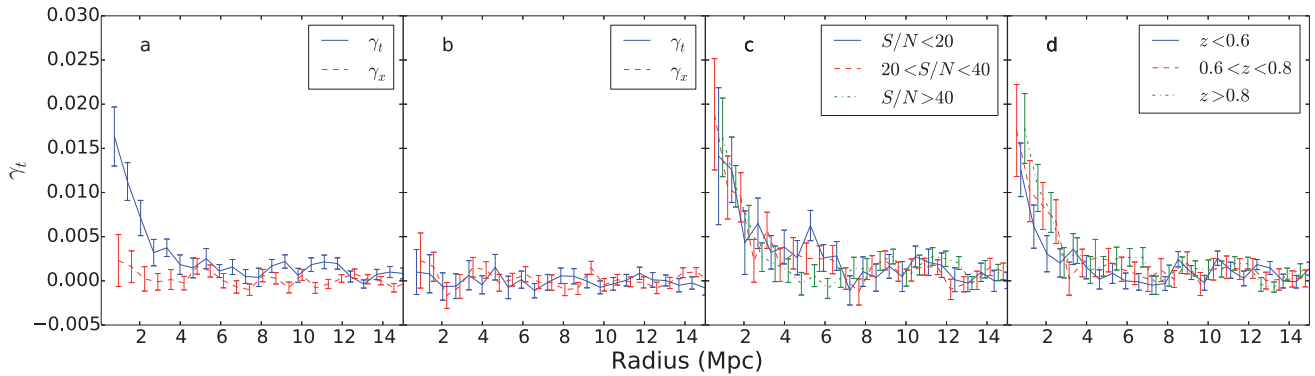 0.030
0.025
0.020
0.015
0.010
0.005
0.000
−0.005
γt
a
γt
γx
b
γt
γx
c
S/N<20
20<S/N<40
S/N>40
d
z<0.6
0.6<z<0.8
z>0.8
2 4 6 8 10 12 14 2 4 6 8 10 12 14 2 4 6 8 10 12 14 2 4 6 8 10 12 14
Radius (Mpc)